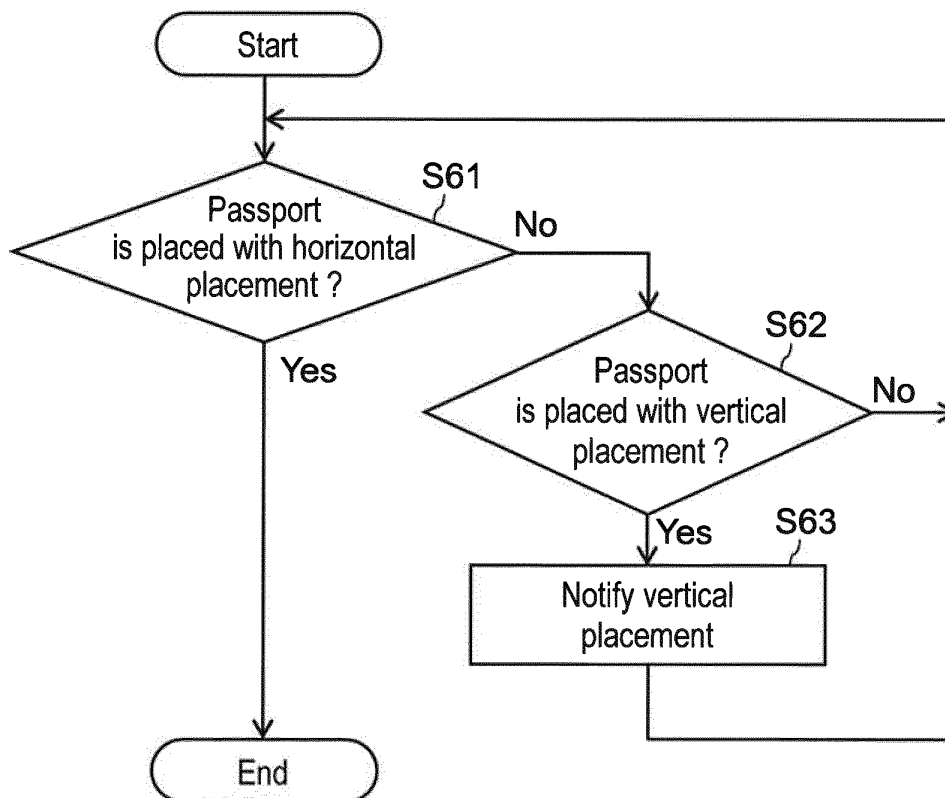 Start
S61
Passport
is placed with horizontal
placement ?
No
Yes
S62
Passport
is placed with vertical
placement ?
No
Yes
S63
Notify vertical
placement
End